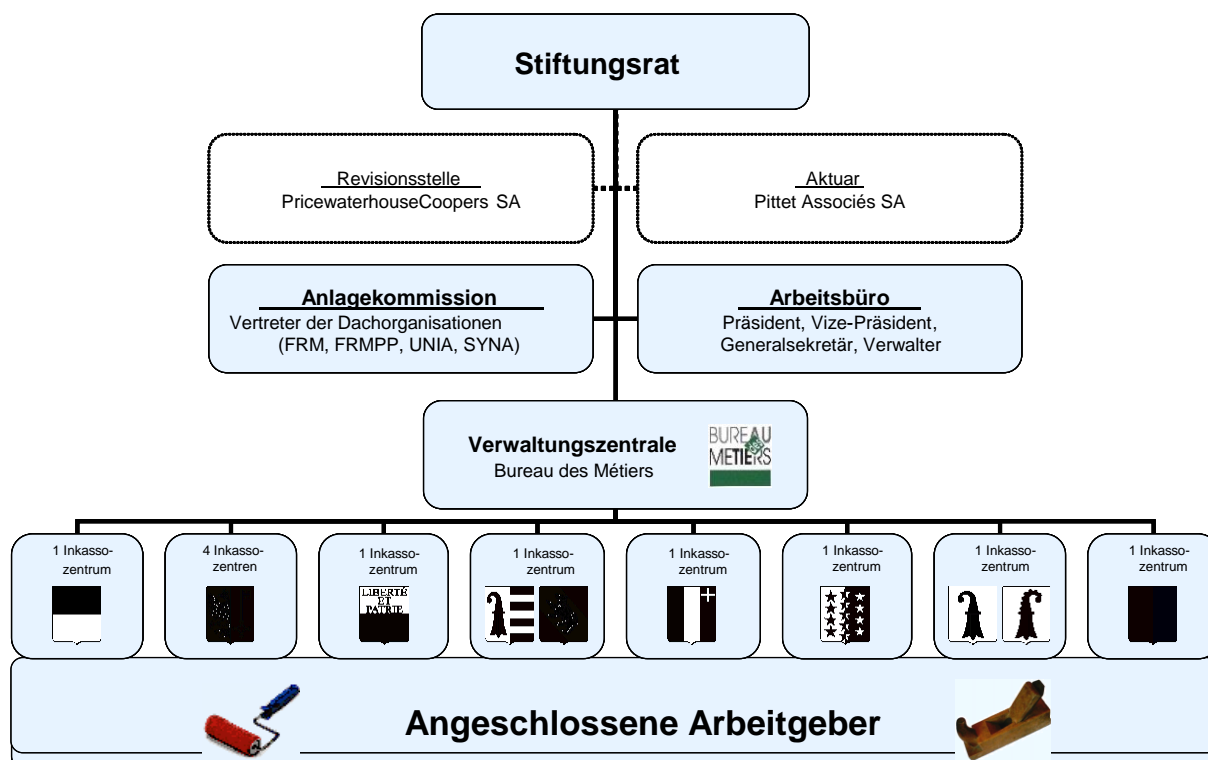 Stiftungsrat
Revisionsstelle
PricewaterhouseCoopers SA
Aktuar
Pittet Associés SA
Anlagekommission
Vertreter der Dachorganisationen
(FRM, FRMPP, UNIA, SYNA)
Arbeitsbüro
Präsident, Vize-Präsident,
Generalsekretär, Verwalter
Verwaltungszentrale
Bureau des Métiers
BUREAU
METIERS
1 Inkasso-
zentrum
4 Inkasso-
zentren
1 Inkasso-
zentrum
LIBERTÉ
ET
PATRIE
1 Inkasso-
zentrum
1 Inkasso-
zentrum
1 Inkasso-
zentrum
1 Inkasso-
zentrum
1 Inkasso-
zentrum
Angeschlossene Arbeitgeber